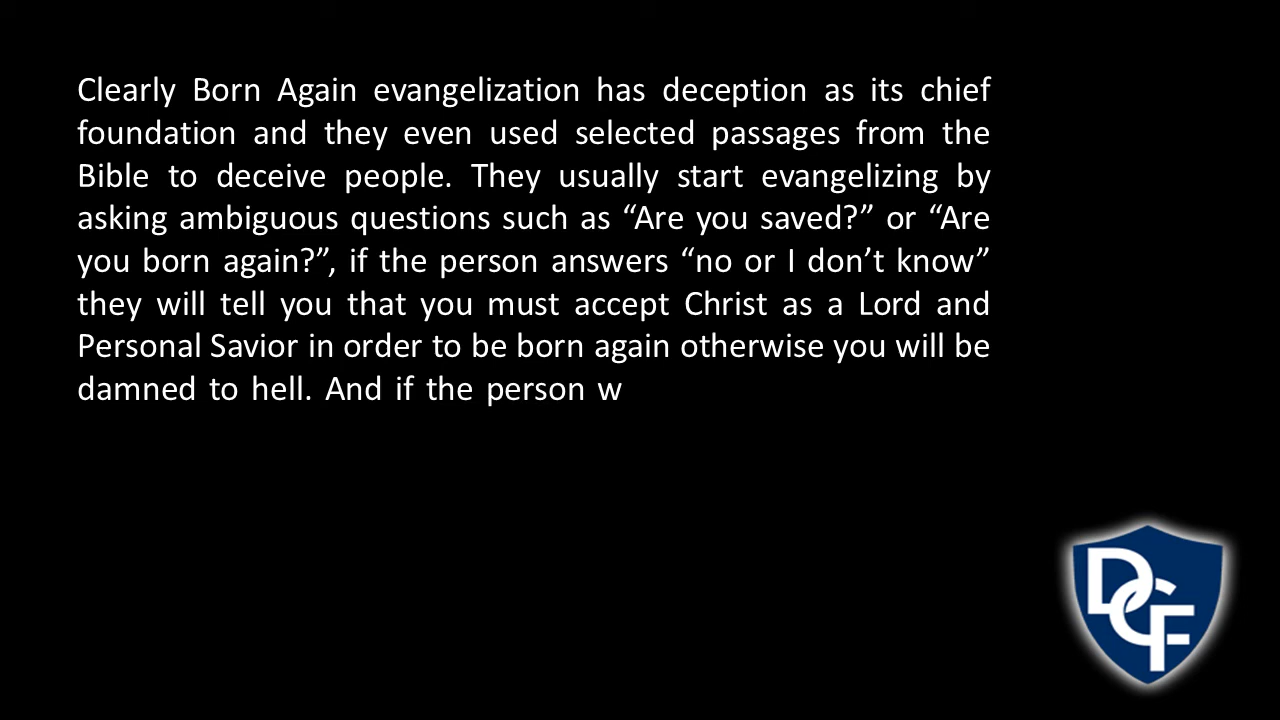 Clearly Born Again evangelization has deception as its chief
foundation and they even used selected passages from the
Bible to deceive people. They usually start evangelizing by
asking ambiguous questions such as “Are you saved?” or “Are
you born again?”, if the person answers “no or I don’t know”
they will tell you that you must accept Christ as a Lord and
Personal Savior in order to be born again otherwise you will be
damned to hell. And if the person w
DCF